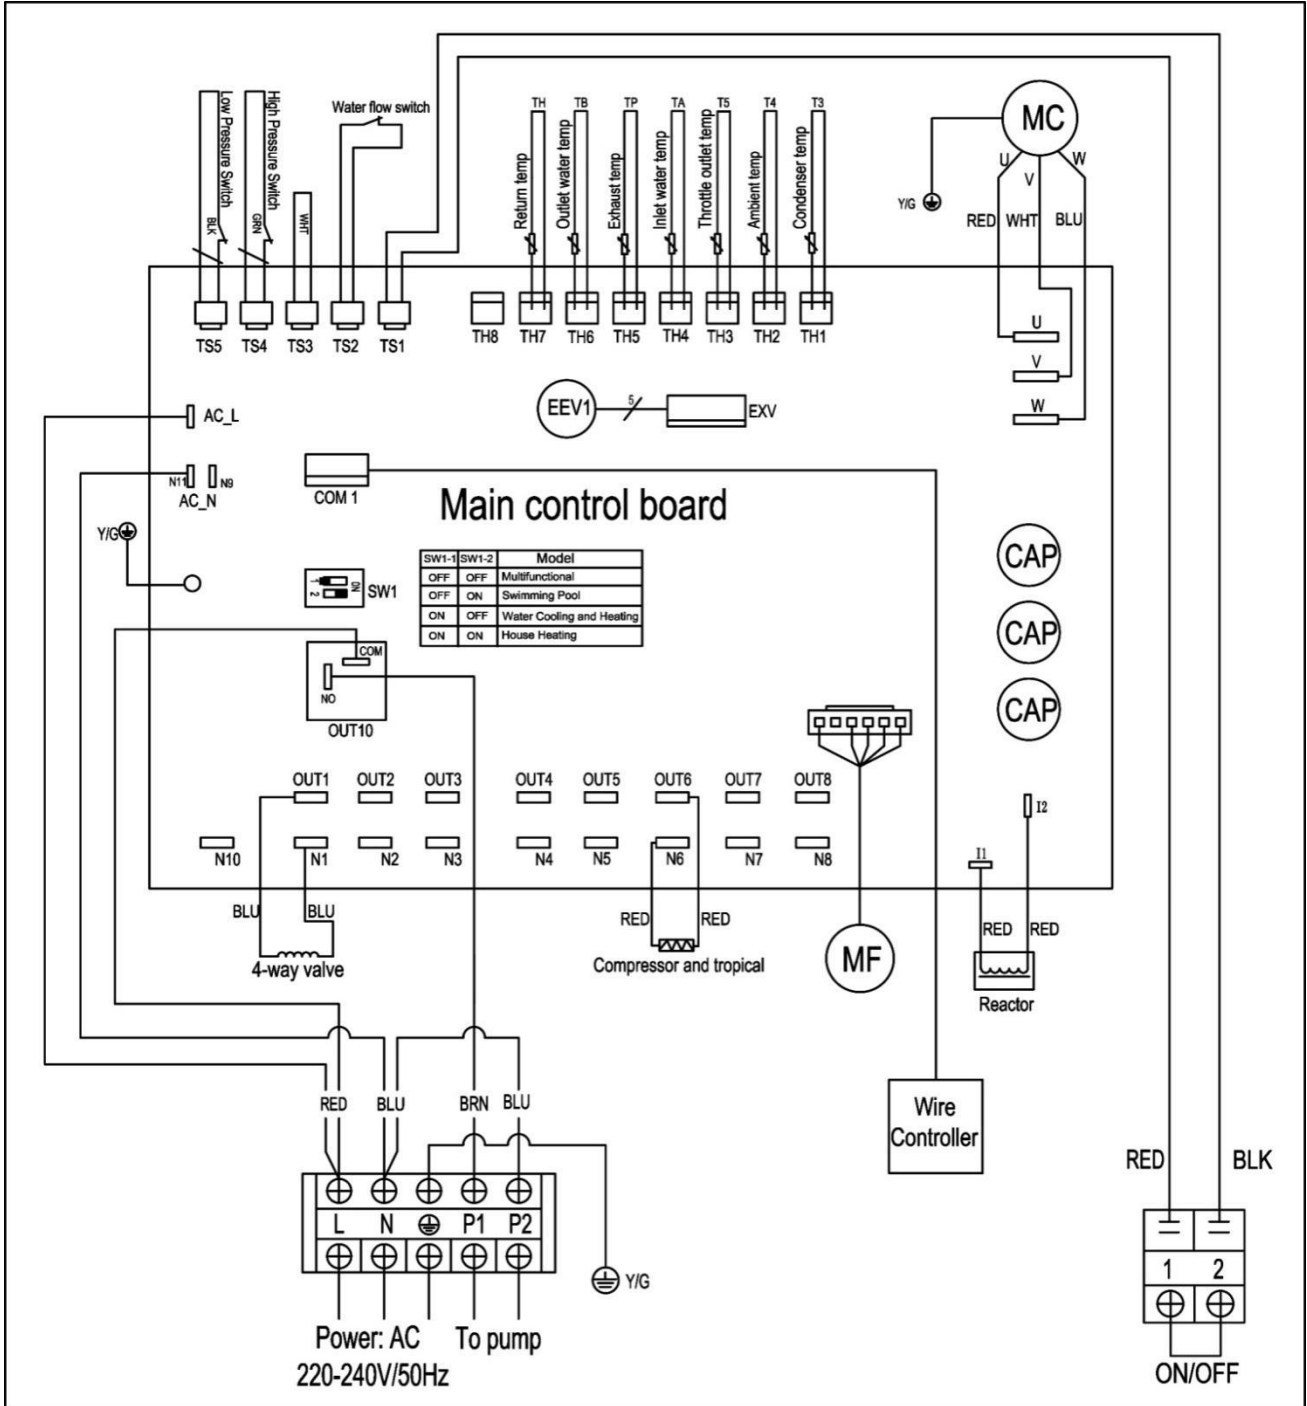 Low Pressure Switch
BLK
High Pressure Switch
GRN
WHT
Water flow switch
TH TB TP TA T5 T4 T3
Return temp
Outlet water temp
Exhaust temp
Inlet water temp
Throttle outlet temp
Ambient temp
Condenser temp
MC
U V W
Y/G
RED WHT BLU
TS5 TS4 TS3 TS2 TS1
TH8 TH7 TH6 TH5 TH4 TH3 TH2 TH1
U
V
W
EEV1 5 EXV
AC_L
N11 N9
AC_N
COM 1
Main control board
Y/G
1
2
ON
SW1
SW1-1 SW1-2 Model
OFF OFF Multifunctional
OFF ON Swimming Pool
ON OFF Water Cooling and Heating
ON ON House Heating
CAP
CAP
CAP
COM
NO
OUT10
OUT1 OUT2 OUT3 OUT4 OUT5 OUT6 OUT7 OUT8
I2
N10 N1 N2 N3 N4 N5 N6 N7 N8
I1
BLU BLU
4-way valve
RED RED
Compressor and tropical
MF
RED RED
Reactor
RED BLU BRN BLU
Wire
Controller
RED BLK
L N P1 P2
Y/G
1 2
Power: AC
220-240V/50Hz
To pump
ON/OFF